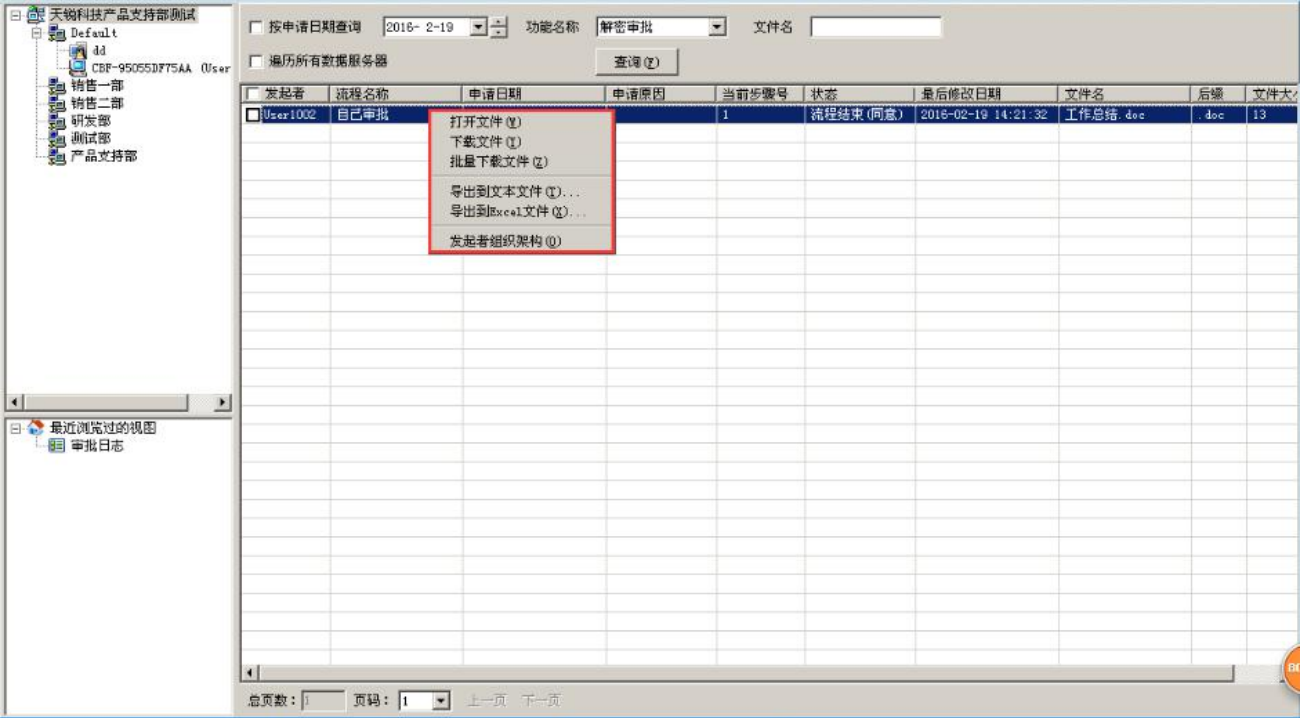 天锐科技产品支持部测试
Default
dd
CBF-95055DF75AA (User
销售一部
销售二部
研发部
测试部
产品支持部
最近浏览过的视图
审批日志
按申请日期查询 2016- 2-19 功能名称 解密审批 文件名
遍历所有数据服务器 查询(F)
发起者 流程名称 申请日期 申请原因 当前步骤号 状态 最后修改日期 文件名 后缀 文件大
User1002 自己审批 1 流程结束(同意) 2016-02-19 14:21:32 工作总结.doc .doc 13
打开文件(W)
下载文件(Y)
批量下载文件(Z)
导出到文本文件(T)...
导出到Excel文件(X)...
发起者组织架构(O)
总页数: 1 页码: 1 上一页 下一页